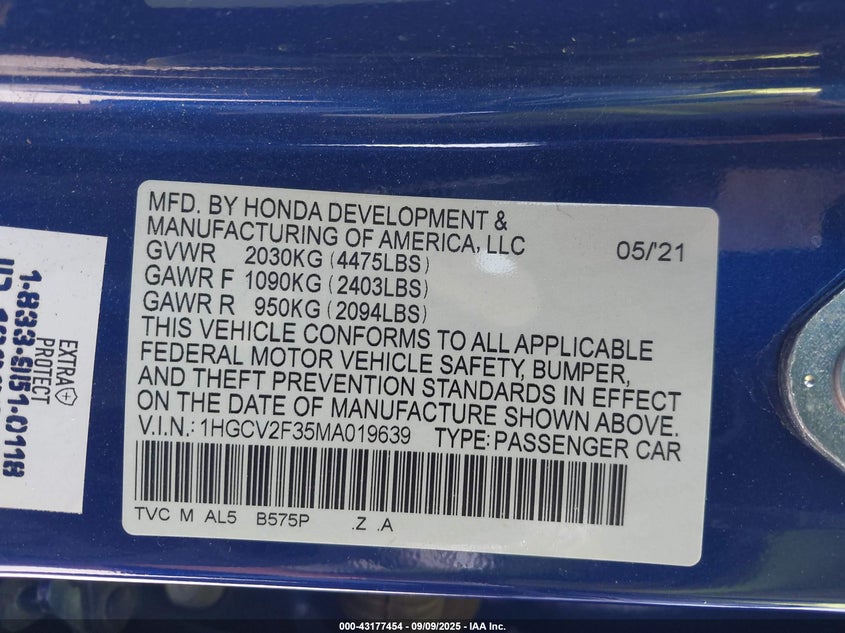 MFD. BY HONDA DEVELOPMENT &
MANUFACTURING OF AMERICA, LLC
05/'21
GVWR 2030KG (4475LBS)
GAWR F 1090KG (2403LBS)
GAWR R 950KG (2094LBS)
THIS VEHICLE CONFORMS TO ALL APPLICABLE
FEDERAL MOTOR VEHICLE SAFETY, BUMPER,
AND THEFT PREVENTION STANDARDS IN EFFECT
ON THE DATE OF MANUFACTURE SHOWN ABOVE.
V.I.N.: 1HGCV2F35MA019639 TYPE: PASSENGER CAR
TVC M AL5 B575P .Z .A
EXTRA
PROTECT
1-833-SI51-0118
000-43177454 - 09/09/2025 - IAA Inc.